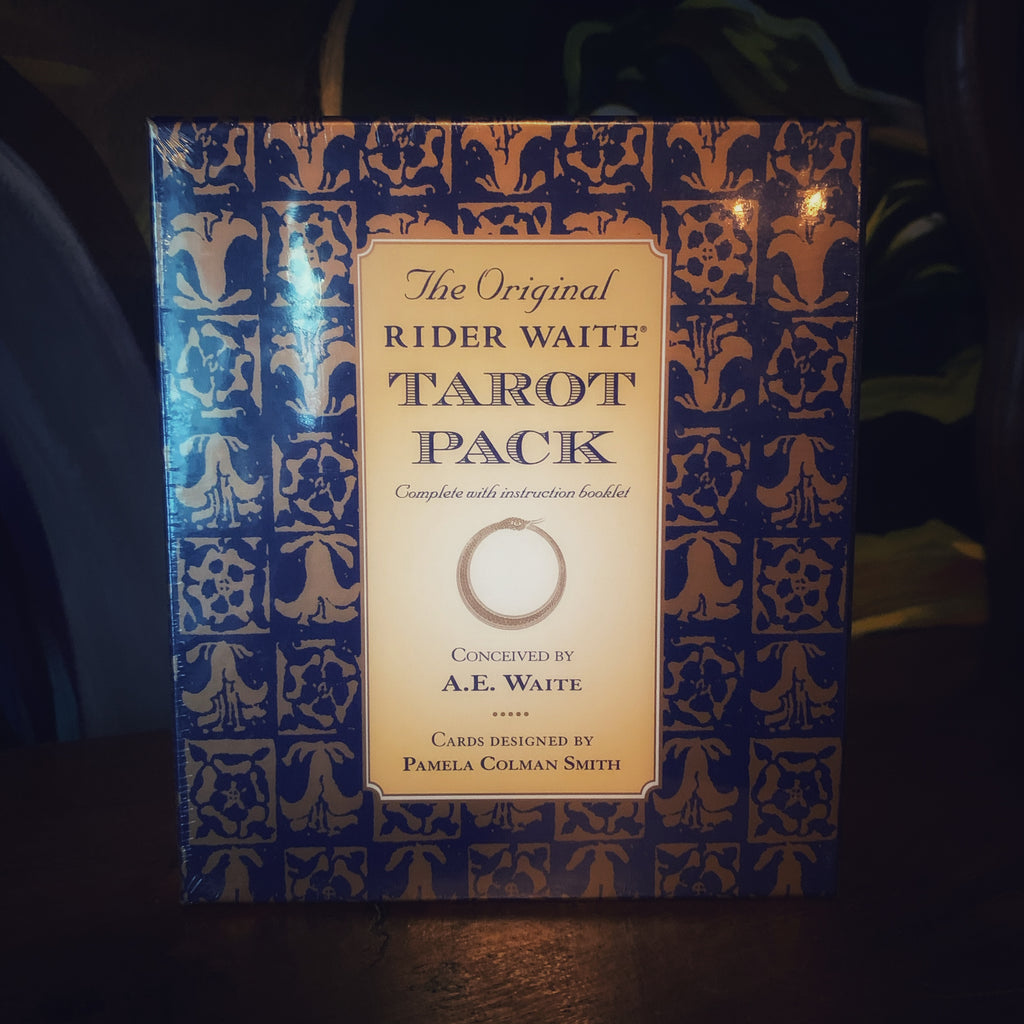 The Original
RIDER WAITE®
TAROT
PACK
Complete with instruction booklet
CONCEIVED BY
A.E. WAITE
CARDS DESIGNED BY
PAMELA COLMAN SMITH